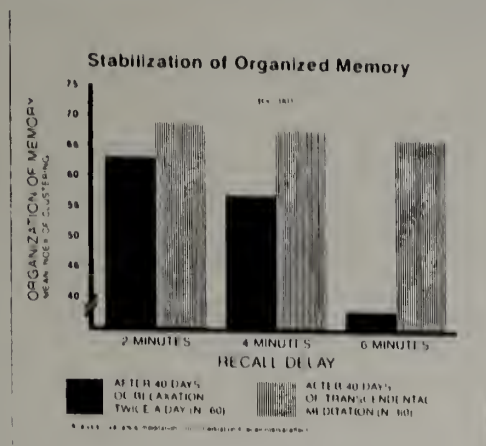 Stabilization of Organized Memory
ORGANIZATION OF MEMORY
MEAN INDEX OF CLUSTERING
75
70
65
60
55
50
45
40
2 MINUTES
4 MINUTES
6 MINUTES
RECALL DELAY
AFTER 40 DAYS
OF RELAXATION
TWICE A DAY (N 60)
AFTER 40 DAYS
OF TRANSCENDENTAL
MEDITATION (N 60)